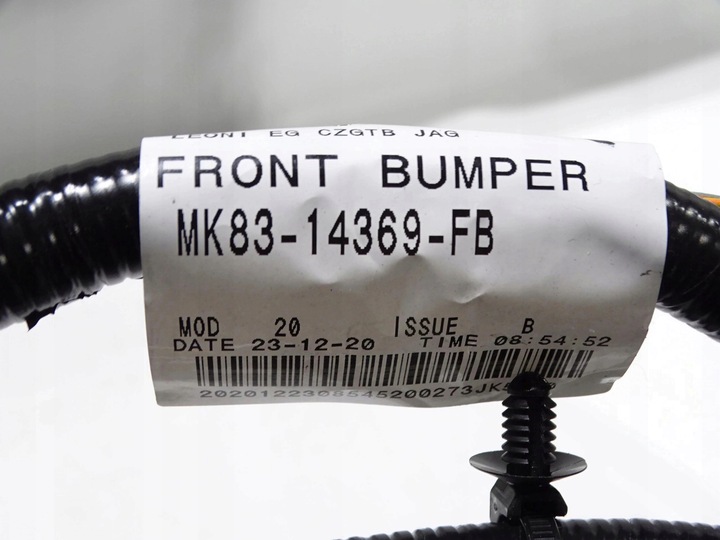 LEONI EG CZGTB JAG
FRONT BUMPER
MK83-14369-FB
MOD 20 ISSUE B
DATE 23-12-20 TIME 08:54:52